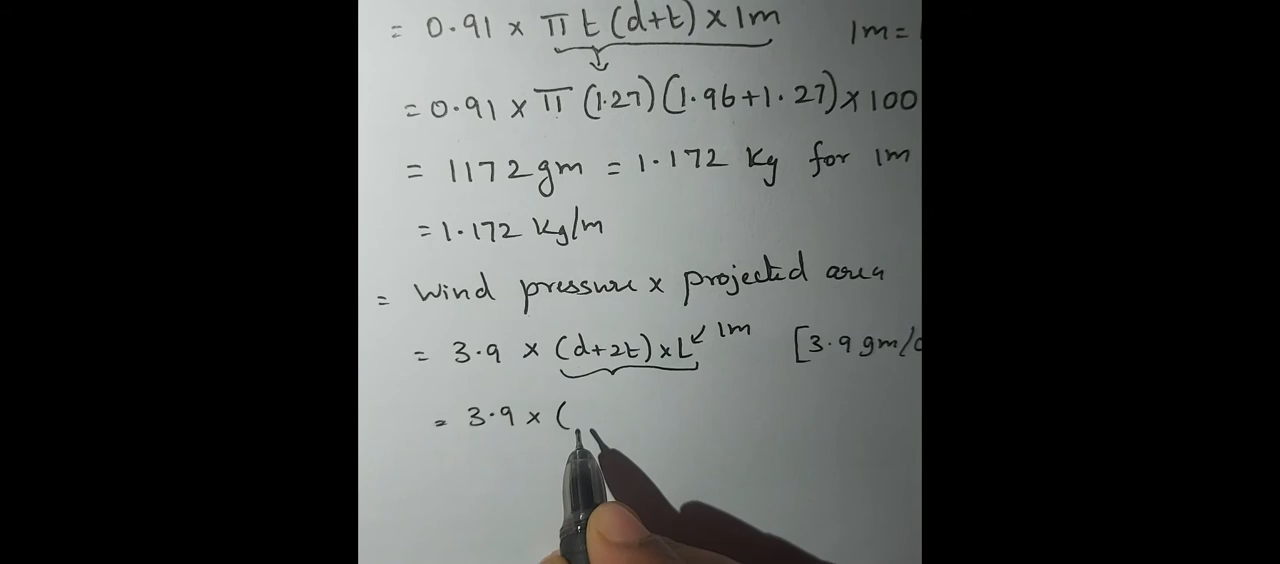 = 0.91 × π t (d+t) × 1m 1m =
= 0.91 × π (1.27) (1.96+1.27) × 100
= 1172 gm = 1.172 Kg for 1m
= 1.172 Kg/m
= Wind pressure × projected area
= 3.9 × (d+2t) × L ↙ 1m [3.9 gm/c
= 3.9 × (